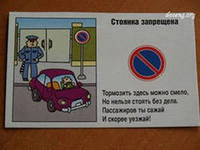 Стоянка запрещена
Тормозить здесь можно смело,
Но нельзя стоять без дела.
Пассажиров ты сажай
И скорее уезжай!